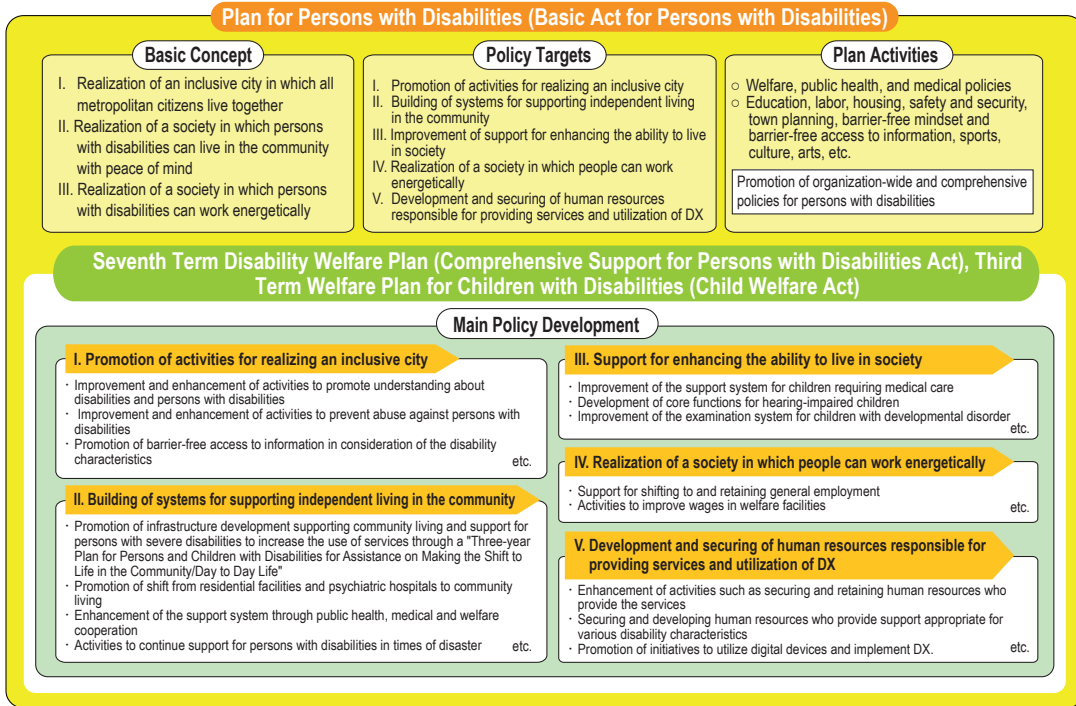 Plan for Persons with Disabilities (Basic Act for Persons with Disabilities)
Basic Concept
I. Realization of an inclusive city in which all
metropolitan citizens live together
II. Realization of a society in which persons
with disabilities can live in the community
with peace of mind
III. Realization of a society in which persons
with disabilities can work energetically
Policy Targets
I. Promotion of activities for realizing an inclusive city
II. Building of systems for supporting independent living
in the community
III. Improvement of support for enhancing the ability to live
in society
IV. Realization of a society in which people can work
energetically
V. Development and securing of human resources
responsible for providing services and utilization of DX
Plan Activities
○ Welfare, public health, and medical policies
○ Education, labor, housing, safety and security,
town planning, barrier-free mindset and
barrier-free access to information, sports,
culture, arts, etc.
Promotion of organization-wide and comprehensive
policies for persons with disabilities
Seventh Term Disability Welfare Plan (Comprehensive Support for Persons with Disabilities Act), Third
Term Welfare Plan for Children with Disabilities (Child Welfare Act)
Main Policy Development
I. Promotion of activities for realizing an inclusive city
· Improvement and enhancement of activities to promote understanding about
disabilities and persons with disabilities
· Improvement and enhancement of activities to prevent abuse against persons with
disabilities
· Promotion of barrier-free access to information in consideration of the disability
characteristics etc.
II. Building of systems for supporting independent living in the community
· Promotion of infrastructure development supporting community living and support for
persons with severe disabilities to increase the use of services through a "Three-year
Plan for Persons and Children with Disabilities for Assistance on Making the Shift to
Life in the Community/Day to Day Life"
· Promotion of shift from residential facilities and psychiatric hospitals to community
living
· Enhancement of the support system through public health, medical and welfare
cooperation
· Activities to continue support for persons with disabilities in times of disaster etc.
III. Support for enhancing the ability to live in society
· Improvement of the support system for children requiring medical care
· Development of core functions for hearing-impaired children
· Improvement of the examination system for children with developmental disorder
etc.
IV. Realization of a society in which people can work energetically
· Support for shifting to and retaining general employment
· Activities to improve wages in welfare facilities etc.
V. Development and securing of human resources responsible for
providing services and utilization of DX
· Enhancement of activities such as securing and retaining human resources who
provide the services
· Securing and developing human resources who provide support appropriate for
various disability characteristics
· Promotion of initiatives to utilize digital devices and implement DX. etc.